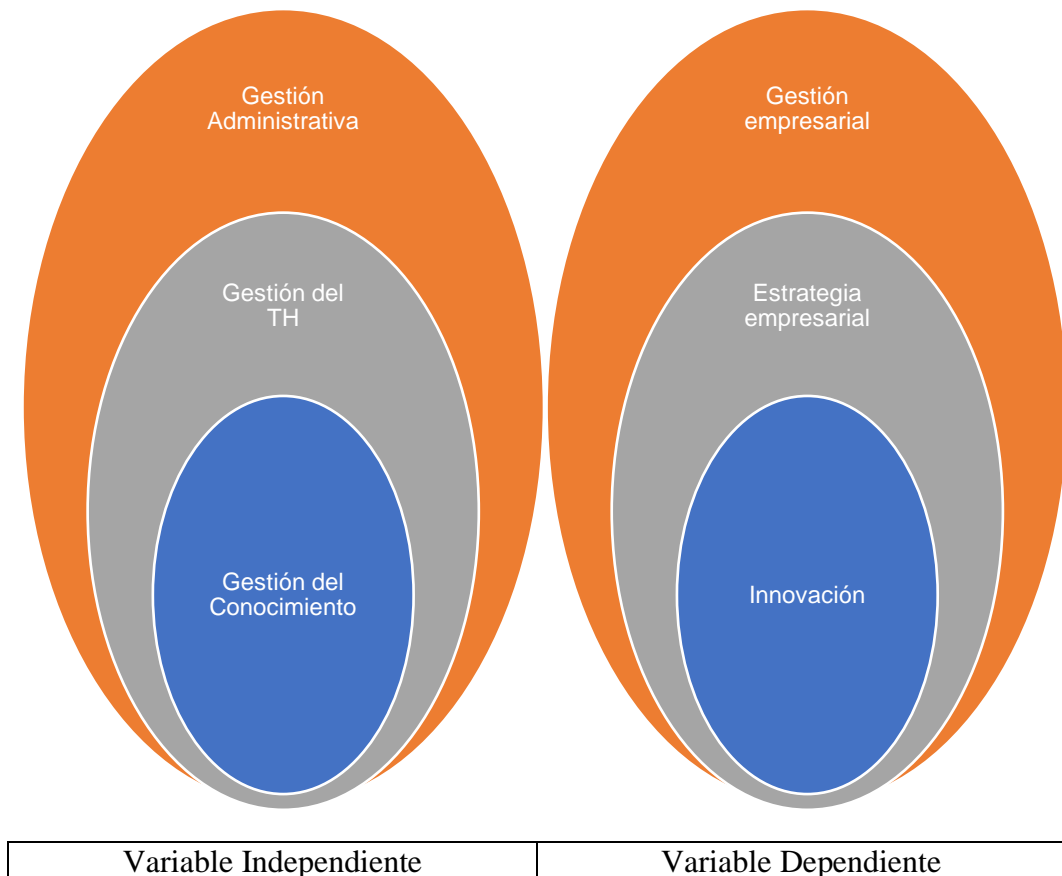 Gestión
Administrativa
Gestión del
TH
Gestión del
Conocimiento
Gestión
empresarial
Estrategia
empresarial
Innovación
Variable Independiente
Variable Dependiente